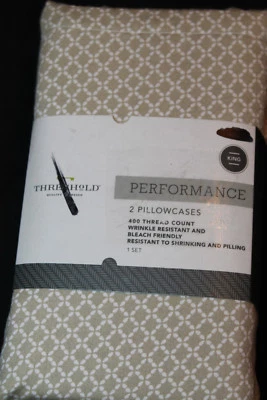 KING
THRESHOLD
PERFORMANCE
2 PILLOWCASES
400 THREAD COUNT
WRINKLE RESISTANT AND
BLEACH FRIENDLY
RESISTANT TO SHRINKING AND PILLING
1 SET